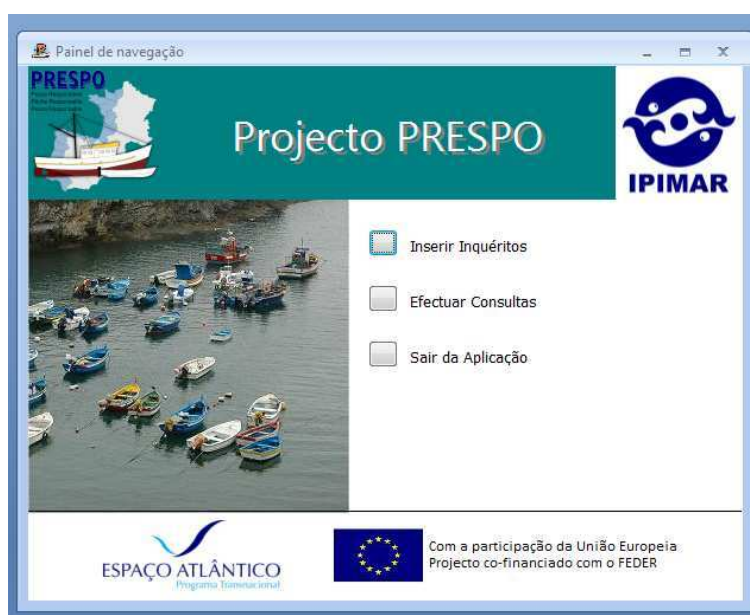 Painel de navegação
PRESPO
Projecto PRESPO
IPIMAR
Inserir Inquéritos
Efectuar Consultas
Sair da Aplicação
ESPAÇO ATLÂNTICO
Programa Transnacional
Com a participação da União Europeia
Projecto co-financiado com o FEDER